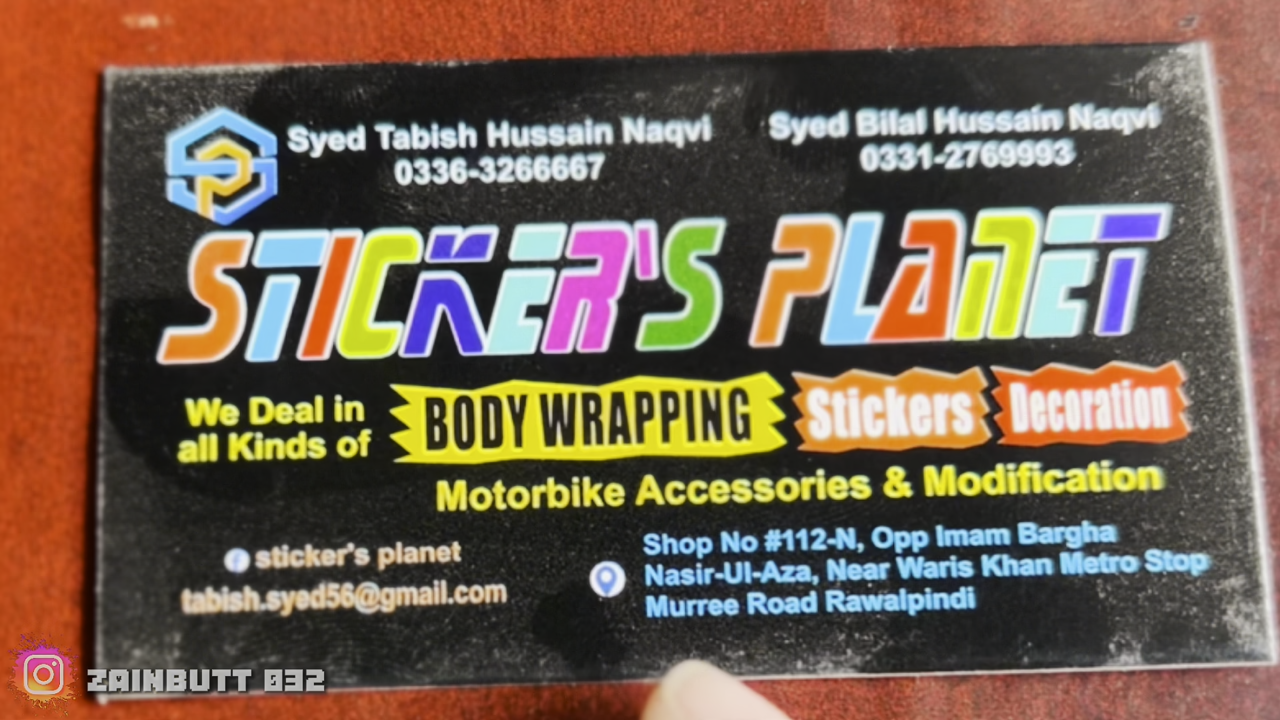 Syed Tabish Hussain Naqvi
0336-3266667
Syed Bilal Hussain Naqvi
0331-2769993
STICKER'S PLANET
We Deal in
all Kinds of
BODY WRAPPING
Stickers
Decoration
Motorbike Accessories & Modification
sticker's planet
tabish.syed56@gmail.com
Shop No #112-N, Opp Imam Bargha
Nasir-Ul-Aza, Near Waris Khan Metro Stop
Murree Road Rawalpindi
ZAINBUTT 032